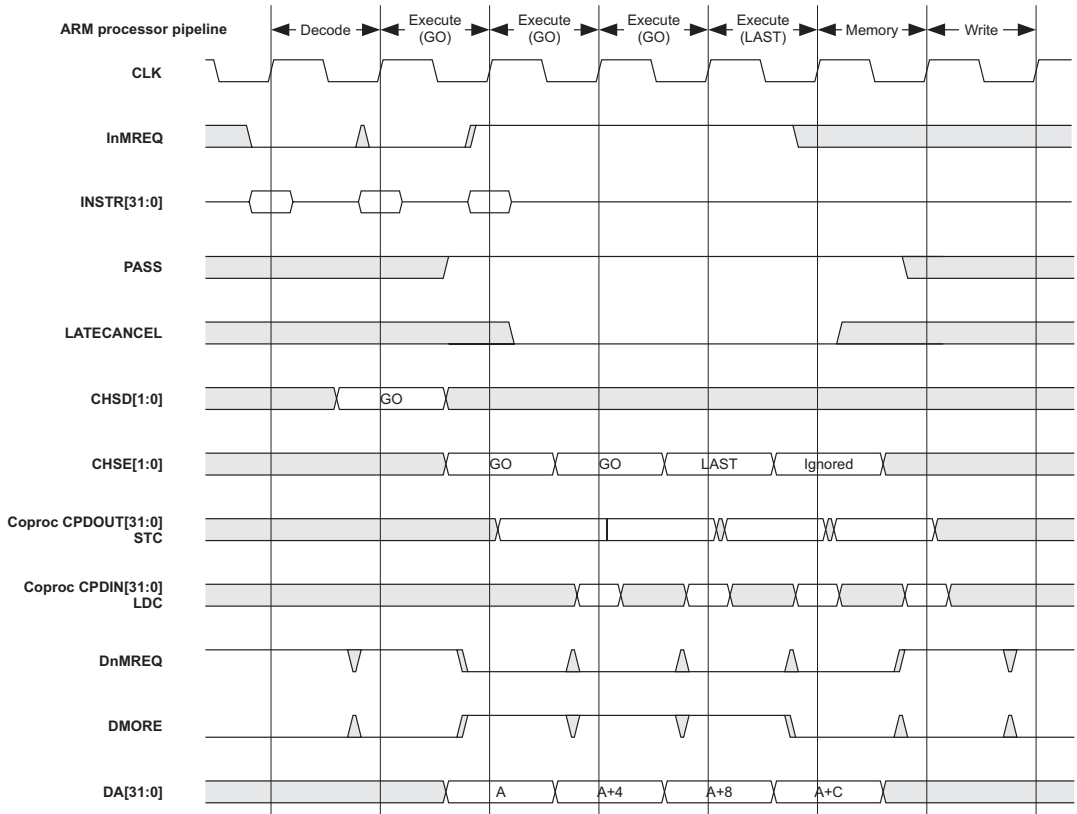 ARM processor pipeline
Decode
Execute
(GO)
Execute
(GO)
Execute
(GO)
Execute
(LAST)
Memory
Write
CLK
InMREQ
INSTR[31:0]
PASS
LATECANCEL
CHSD[1:0]
GO
CHSE[1:0]
GO
GO
LAST
Ignored
Coproc CPDOUT[31:0]
STC
Coproc CPDIN[31:0]
LDC
DnMREQ
DMORE
DA[31:0]
A
A+4
A+8
A+C